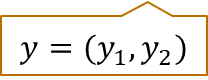 y = (y₁, y₂)